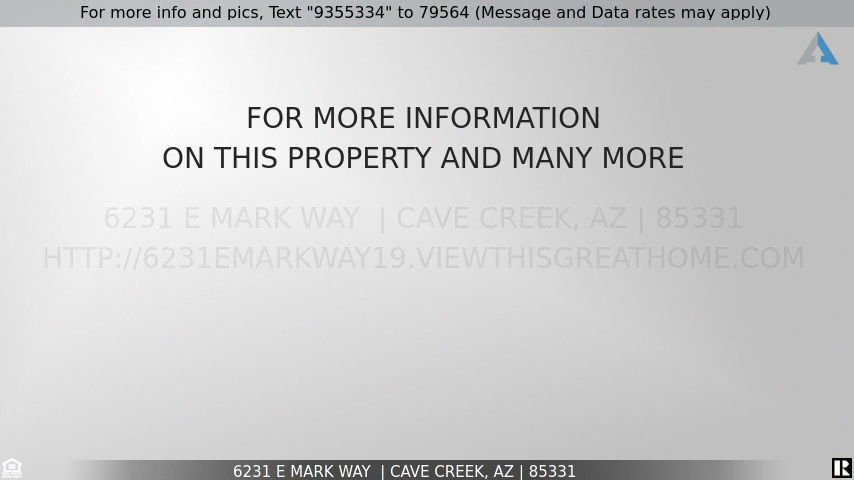 For more info and pics, Text "9355334" to 79564 (Message and Data rates may apply)
FOR MORE INFORMATION
ON THIS PROPERTY AND MANY MORE
6231 E MARK WAY | CAVE CREEK, AZ | 85331
HTTP://6231EMARKWAY19.VIEWTHISGREATHOME.COM
6231 E MARK WAY | CAVE CREEK, AZ | 85331